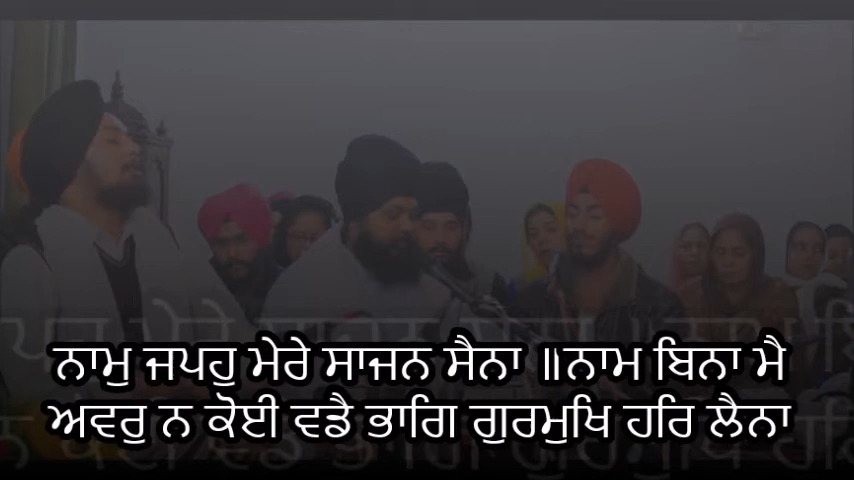 ਨਾਮੁ ਜਪਹੁ ਮੇਰੇ ਸਾਜਨ ਸੈਨਾ ॥ਨਾਮ ਬਿਨਾ ਮੈ
ਅਵਰੁ ਨ ਕੋਈ ਵਡੈ ਭਾਗਿ ਗੁਰਮੁਖਿ ਹਰਿ ਲੈਨਾ